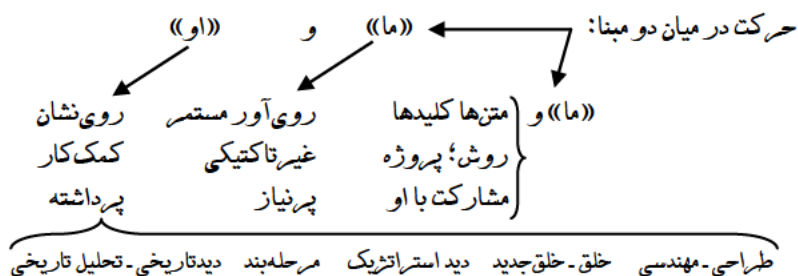 حرکت در میان دو مبنا: «ما» و «او»
«ما» و متن‌ها کلیدها روی‌آور مستمر روی‌نشان
روش؛ پروژه غیرتاکتیکی کمک‌کار
مشارکت با او پرنیاز پرداشته
طراحی-مهندسی خلق-خلق‌جدید دید استراتژیک مرحله‌بند دیدتاریخی-تحلیل تاریخی